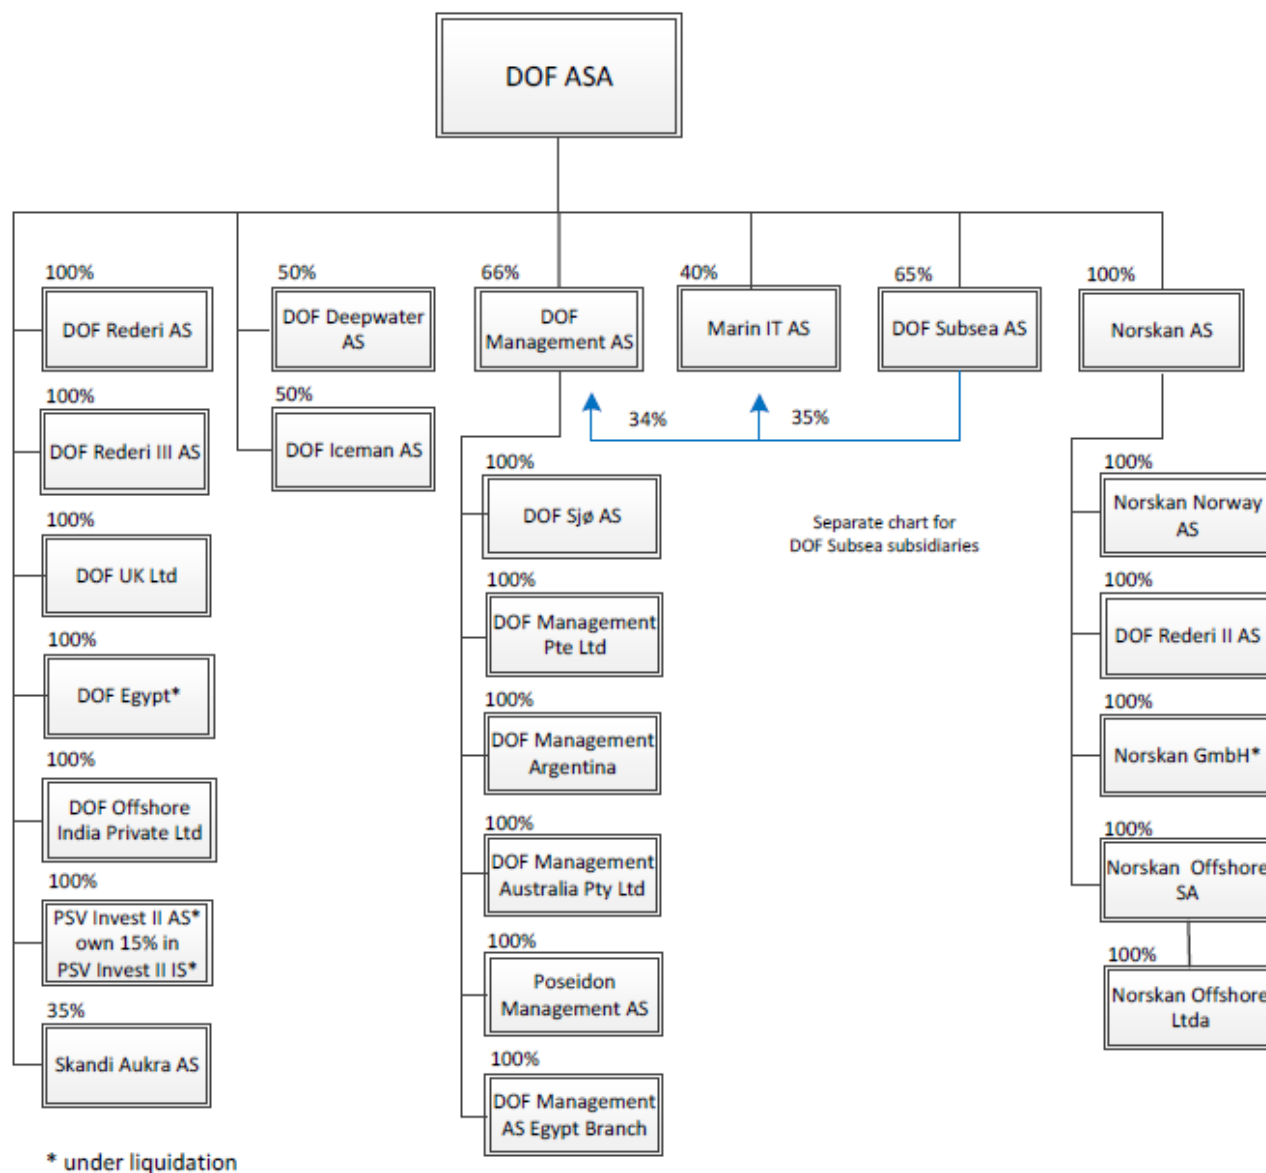 DOF ASA
100%
DOF Rederi AS
100%
DOF Rederi III AS
100%
DOF UK Ltd
100%
DOF Egypt*
100%
DOF Offshore
India Private Ltd
100%
PSV Invest II AS*
own 15% in
PSV Invest II IS*
35%
Skandi Aukra AS
50%
DOF Deepwater
AS
50%
DOF Iceman AS
66%
DOF
Management AS
34%
100%
DOF Sjø AS
100%
DOF Management
Pte Ltd
100%
DOF Management
Argentina
100%
DOF Management
Australia Pty Ltd
100%
Poseidon
Management AS
100%
DOF Management
AS Egypt Branch
40%
Marin IT AS
35%
65%
DOF Subsea AS
Separate chart for
DOF Subsea subsidiaries
100%
Norskan AS
100%
Norskan Norway
AS
100%
DOF Rederi II AS
100%
Norskan GmbH*
100%
Norskan Offshore
SA
100%
Norskan Offshore
Ltda
* under liquidation